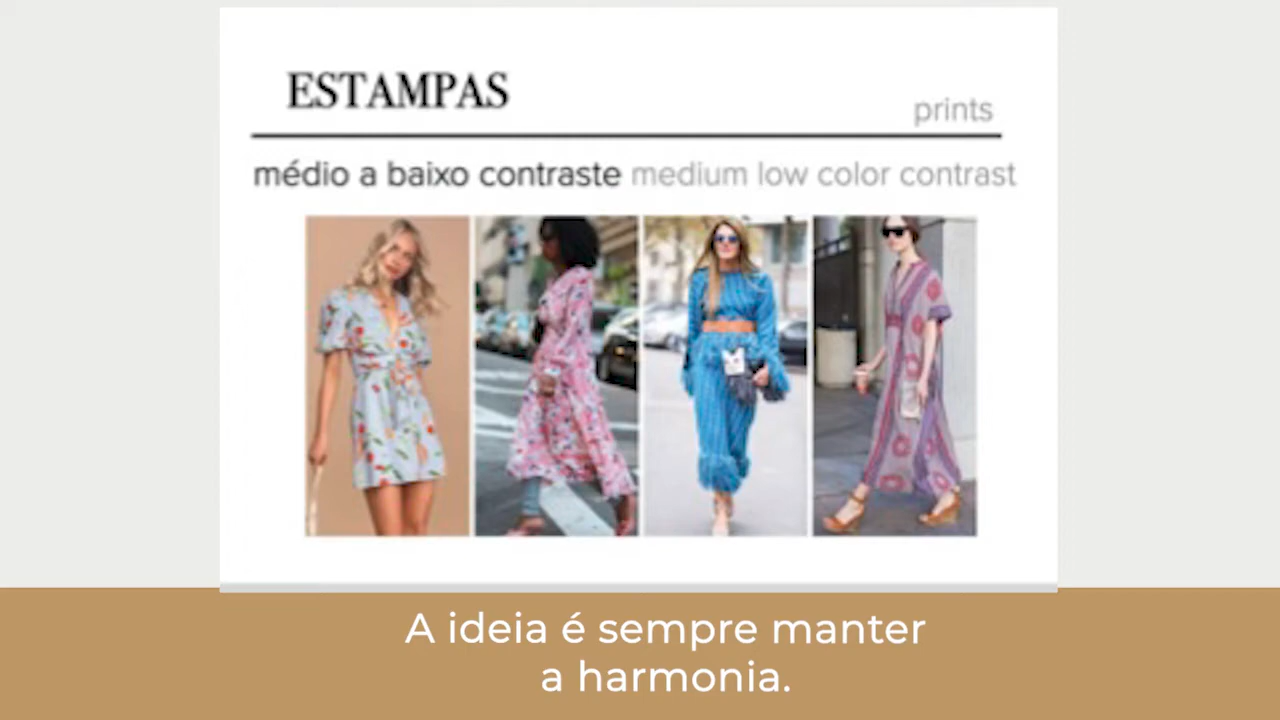 ESTAMPAS
prints
médio a baixo contraste medium low color contrast
A ideia é sempre manter
a harmonia.